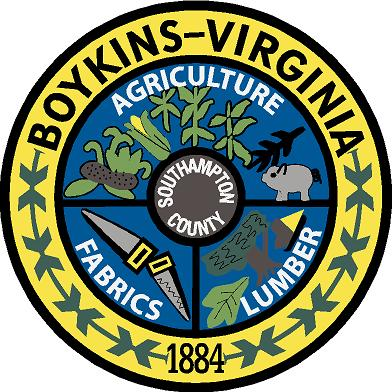 BOYKINS–VIRGINIA
AGRICULTURE
SOUTHAMPTON
COUNTY
FABRICS
LUMBER
1884